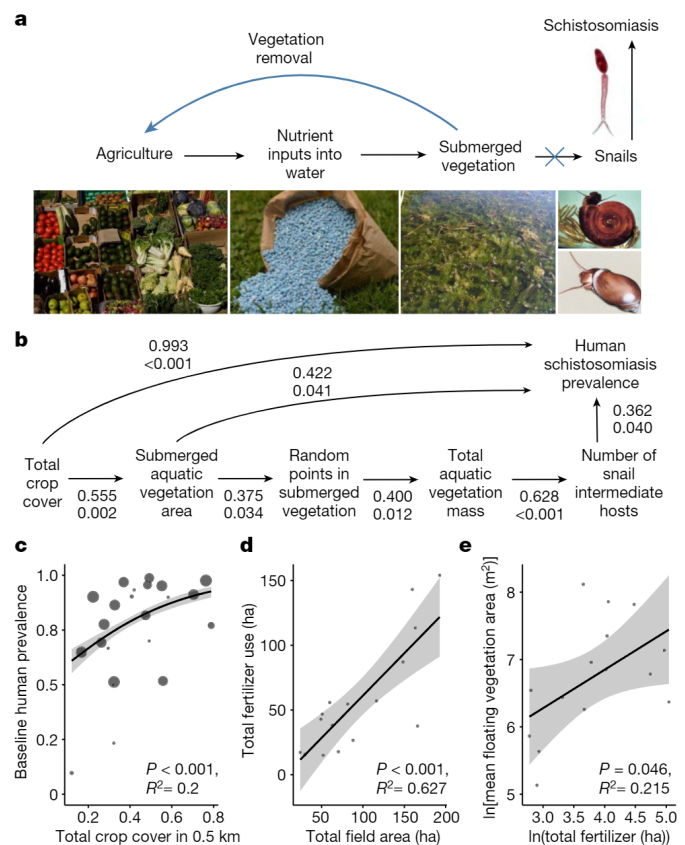 a
Schistosomiasis
Vegetation
removal
Agriculture
Nutrient
inputs into
water
Submerged
vegetation
Snails
b
0.993
<0.001
0.422
0.041
Human
schistosomiasis
prevalence
0.362
0.040
Total
crop
cover
0.555
0.002
Submerged
aquatic
vegetation
area
0.375
0.034
Random
points in
submerged
vegetation
0.400
0.012
Total
aquatic
vegetation
mass
0.628
<0.001
Number of
snail
intermediate
hosts
c
Baseline human prevalence
1.0
0.8
0.5
0.2
0
P < 0.001,
R²= 0.2
0.2 0.4 0.6 0.8
Total crop cover in 0.5 km
d
Total fertilizer use (ha)
150
100
50
0
P < 0.001,
R²= 0.627
50 100 150 200
Total field area (ha)
e
ln[mean floating vegetation area (m²)]
8
7
6
5
P = 0.046,
R²= 0.215
3.0 3.5 4.0 4.5 5.0
ln(total fertilizer (ha))